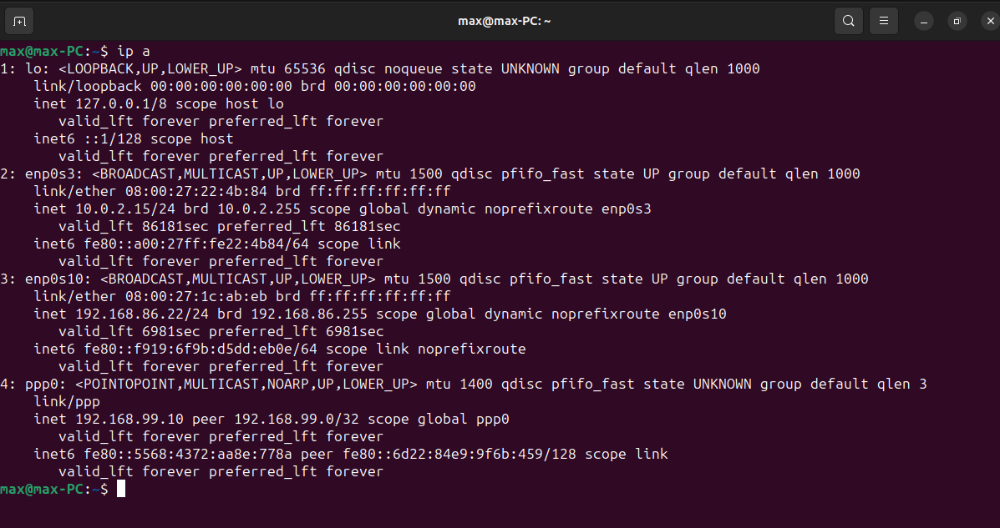 max@max-PC: ~
max@max-PC:~$ ip a
1: lo: <LOOPBACK,UP,LOWER_UP> mtu 65536 qdisc noqueue state UNKNOWN group default qlen 1000
    link/loopback 00:00:00:00:00:00 brd 00:00:00:00:00:00
    inet 127.0.0.1/8 scope host lo
       valid_lft forever preferred_lft forever
    inet6 ::1/128 scope host
       valid_lft forever preferred_lft forever
2: enp0s3: <BROADCAST,MULTICAST,UP,LOWER_UP> mtu 1500 qdisc pfifo_fast state UP group default qlen 1000
    link/ether 08:00:27:22:4b:84 brd ff:ff:ff:ff:ff:ff
    inet 10.0.2.15/24 brd 10.0.2.255 scope global dynamic noprefixroute enp0s3
       valid_lft 86181sec preferred_lft 86181sec
    inet6 fe80::a00:27ff:fe22:4b84/64 scope link
       valid_lft forever preferred_lft forever
3: enp0s10: <BROADCAST,MULTICAST,UP,LOWER_UP> mtu 1500 qdisc pfifo_fast state UP group default qlen 1000
    link/ether 08:00:27:1c:ab:eb brd ff:ff:ff:ff:ff:ff
    inet 192.168.86.22/24 brd 192.168.86.255 scope global dynamic noprefixroute enp0s10
       valid_lft 6981sec preferred_lft 6981sec
    inet6 fe80::f919:6f9b:d5dd:eb0e/64 scope link noprefixroute
       valid_lft forever preferred_lft forever
4: ppp0: <POINTOPOINT,MULTICAST,NOARP,UP,LOWER_UP> mtu 1400 qdisc pfifo_fast state UNKNOWN group default qlen 3
    link/ppp
    inet 192.168.99.10 peer 192.168.99.0/32 scope global ppp0
       valid_lft forever preferred_lft forever
    inet6 fe80::5568:4372:aa8e:778a peer fe80::6d22:84e9:9f6b:459/128 scope link
       valid_lft forever preferred_lft forever
max@max-PC:~$